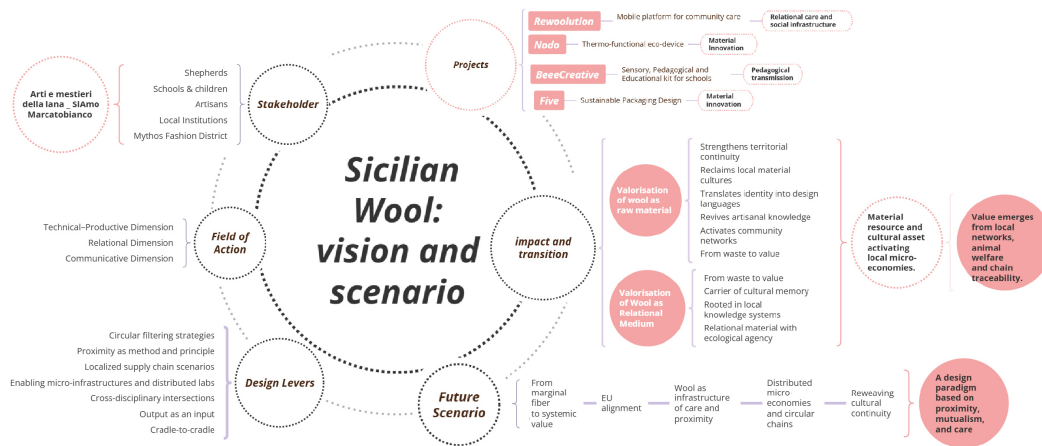 Sicilian
Wool:
vision and
scenario
Projects
Rewoolution
Mobile platform for community care
Relational care and
social infrastructure
Nodo
Thermo-functional eco-device
Material
Innovation
BeeeCreative
Sensory, Pedagogical and
Educational kit for schools
Pedagogical
transmission
Five
Sustainable Packaging Design
Material
innovation
Stakeholder
Shepherds
Schools & children
Artisans
Local Institutions
Mythos Fashion District
Arti e mestieri
della lana _ SIAmo
Marcatobianco
Field of
Action
Technical–Productive Dimension
Relational Dimension
Communicative Dimension
Design Levers
Circular filtering strategies
Proximity as method and principle
Localized supply chain scenarios
Enabling micro-infrastructures and distributed labs
Cross-disciplinary intersections
Output as an input
Cradle-to-cradle
impact and
transition
Valorisation
of wool as
raw material
Strengthens territorial
continuity
Reclaims local material
cultures
Translates identity into design
languages
Revives artisanal knowledge
Activates community
networks
From waste to value
Valorisation
of Wool as
Relational
Medium
From waste to value
Carrier of cultural memory
Rooted in local
knowledge systems
Relational material with
ecological agency
Material
resource and
cultural asset
activating
local micro-
economies.
Value emerges
from local
networks,
animal
welfare
and chain
traceability.
Future
Scenario
From
marginal
fiber
to systemic
value
EU
alignment
Wool as
infrastructure
of care and
proximity
Distributed
micro
economies
and circular
chains
Reweaving
cultural
continuity
A design
paradigm
based on
proximity,
mutualism,
and care